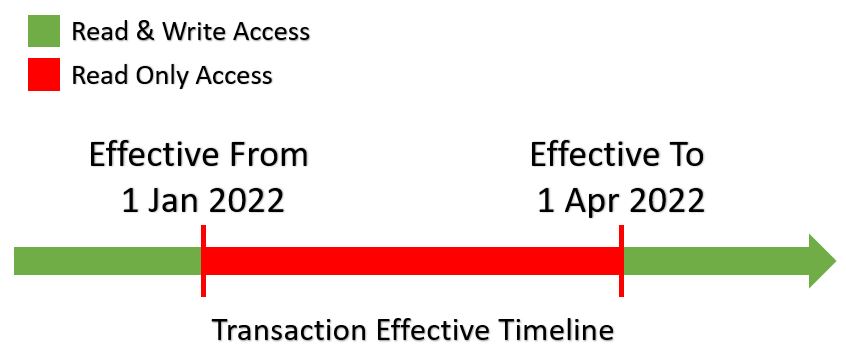 Read & Write Access
Read Only Access
Effective From
1 Jan 2022
Effective To
1 Apr 2022
Transaction Effective Timeline